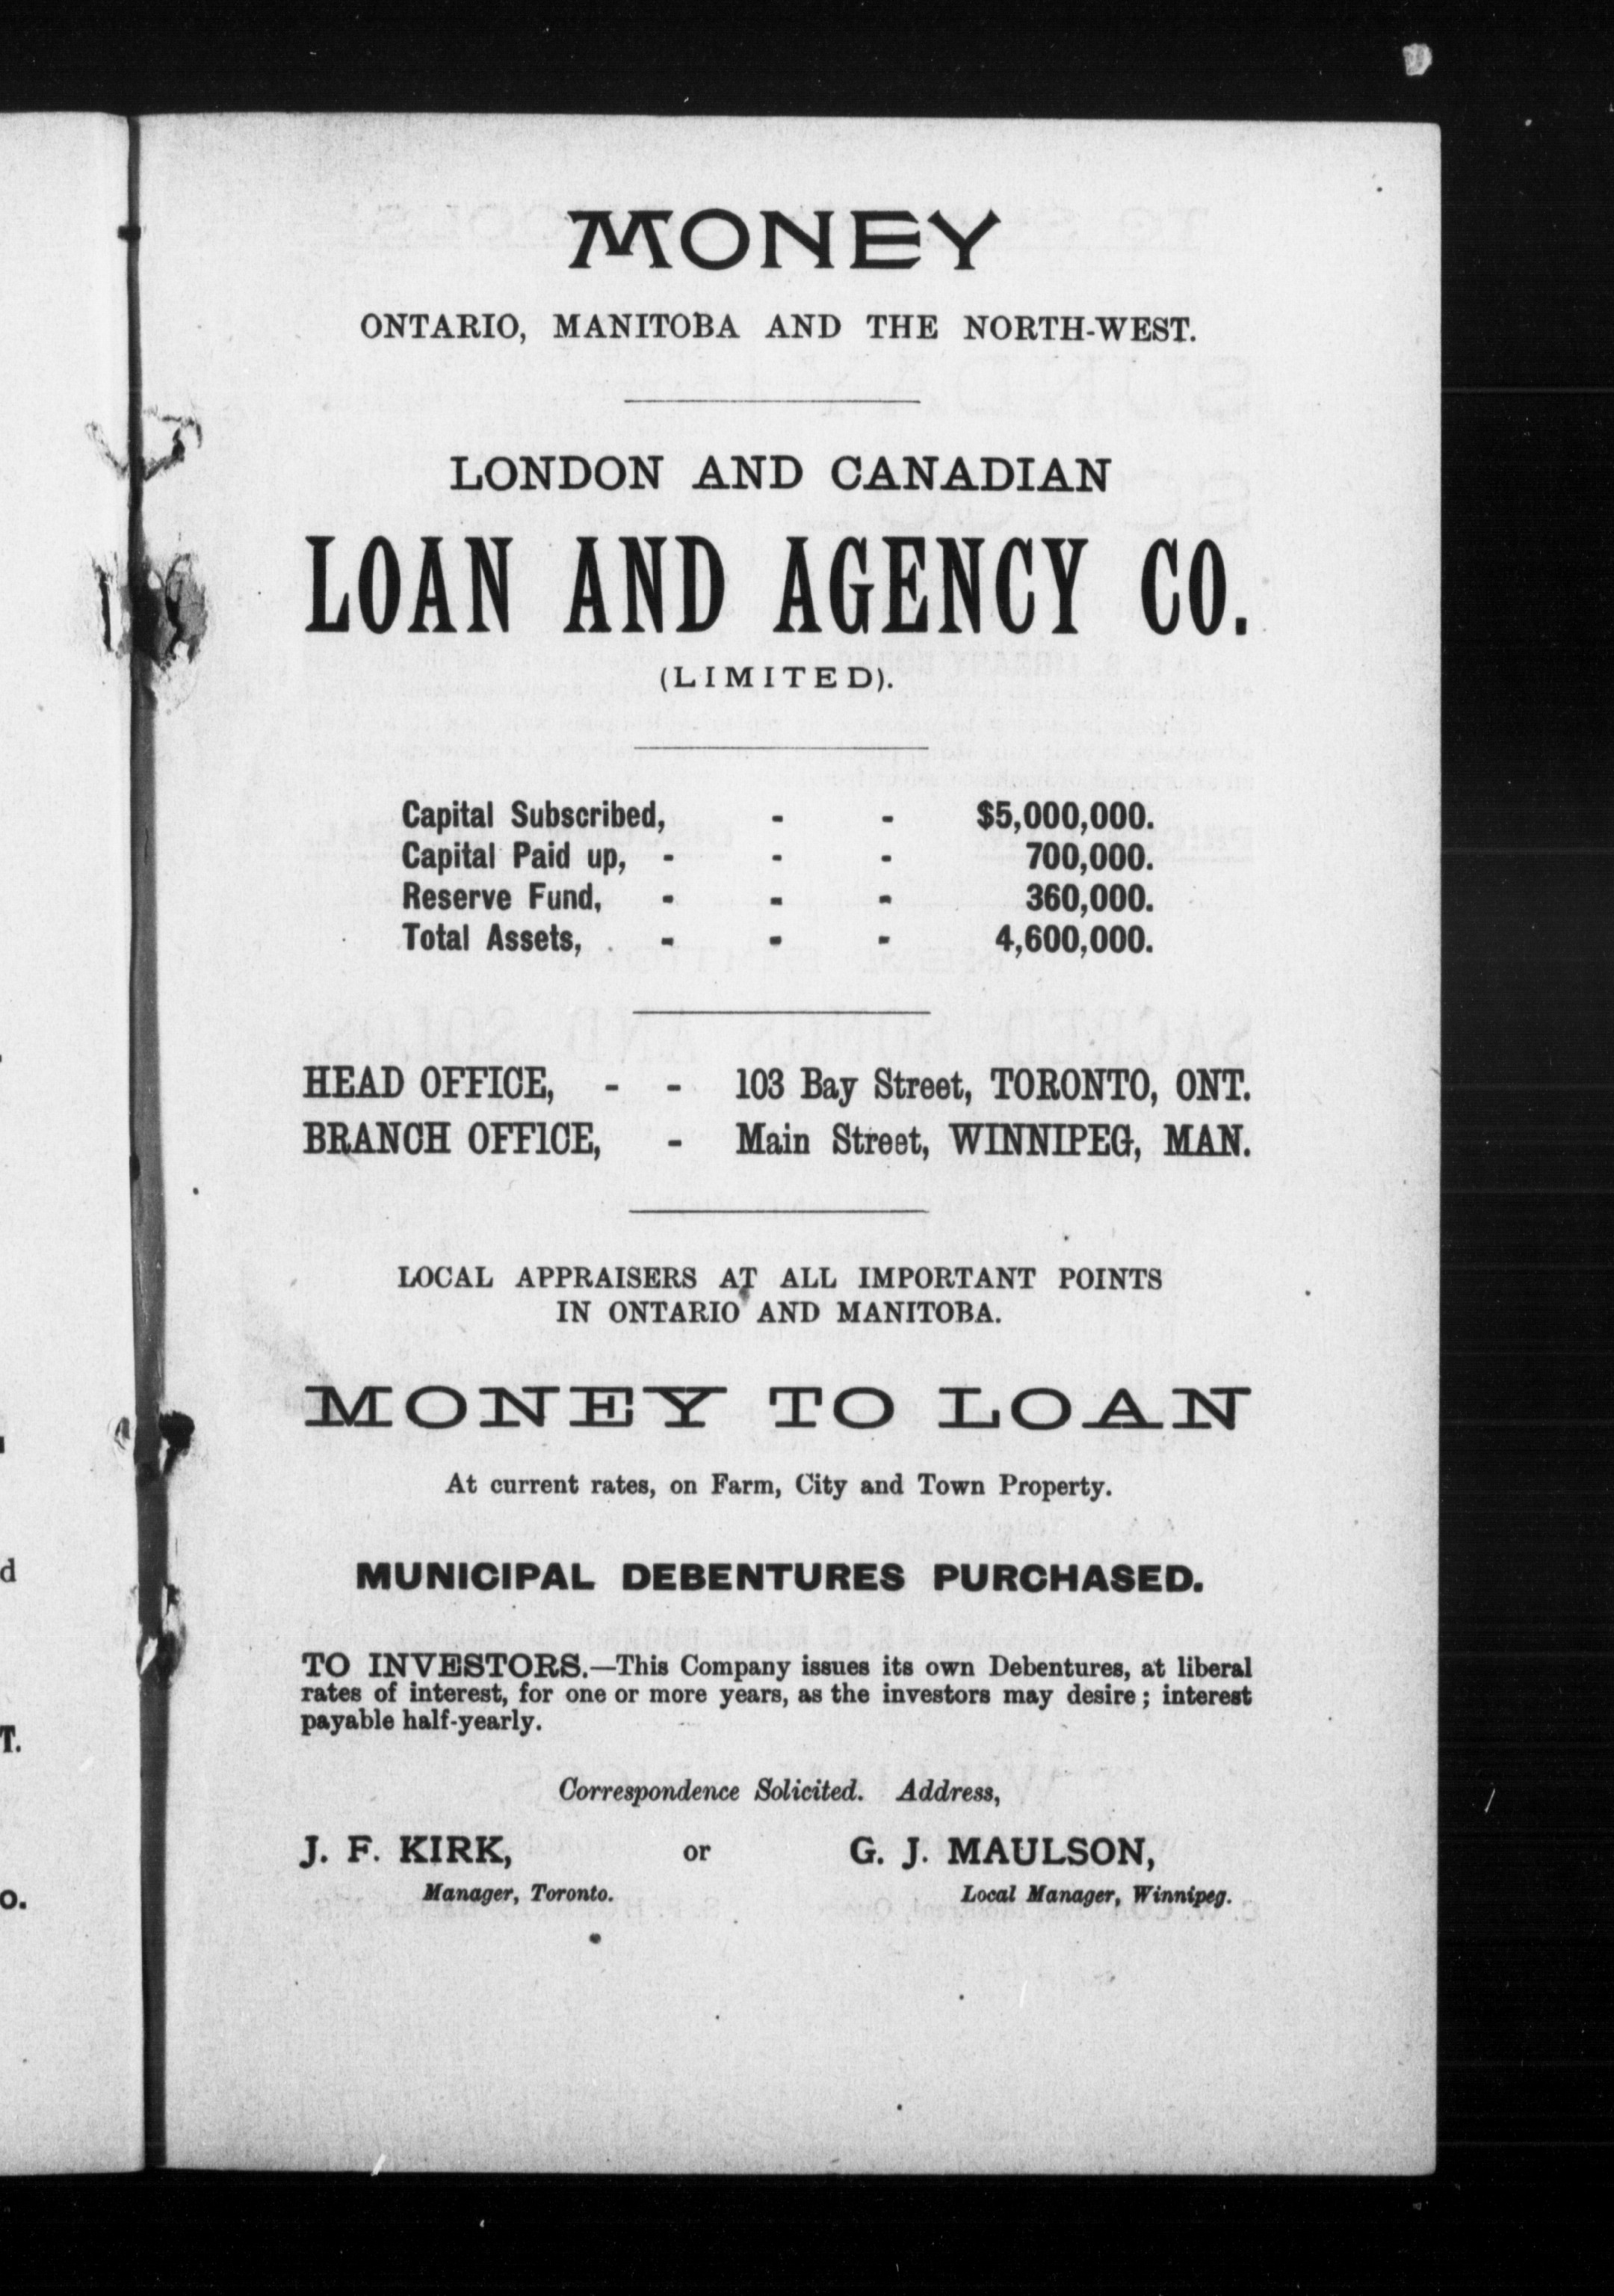 MONEY
ONTARIO, MANITOBA AND THE NORTH-WEST.
LONDON AND CANADIAN
LOAN AND AGENCY CO.
(LIMITED).
Capital Subscribed, - - $5,000,000.
Capital Paid up, - - - 700,000.
Reserve Fund, - - - 360,000.
Total Assets, - - - 4,600,000.
HEAD OFFICE, - - 103 Bay Street, TORONTO, ONT.
BRANCH OFFICE, - Main Street, WINNIPEG, MAN.
LOCAL APPRAISERS AT ALL IMPORTANT POINTS
IN ONTARIO AND MANITOBA.
MONEY TO LOAN
At current rates, on Farm, City and Town Property.
MUNICIPAL DEBENTURES PURCHASED.
TO INVESTORS.—This Company issues its own Debentures, at liberal
rates of interest, for one or more years, as the investors may desire; interest
payable half-yearly.
Correspondence Solicited. Address,
J. F. KIRK, or G. J. MAULSON,
Manager, Toronto. Local Manager, Winnipeg.